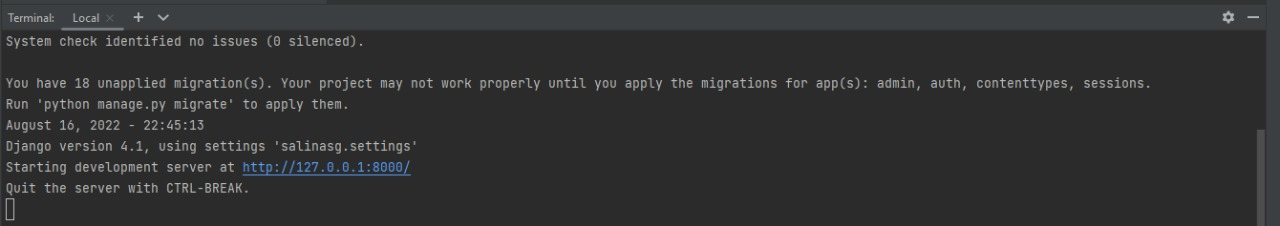 Terminal: Local
System check identified no issues (0 silenced).
You have 18 unapplied migration(s). Your project may not work properly until you apply the migrations for app(s): admin, auth, contenttypes, sessions.
Run 'python manage.py migrate' to apply them.
August 16, 2022 - 22:45:13
Django version 4.1, using settings 'salinasg.settings'
Starting development server at http://127.0.0.1:8000/
Quit the server with CTRL-BREAK.